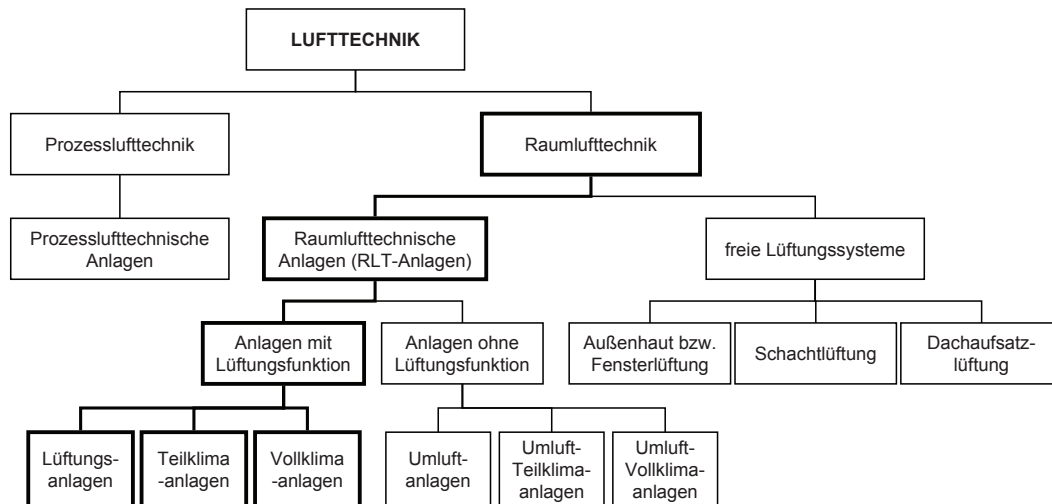 LUFTTECHNIK
Prozesslufttechnik
Raumlufttechnik
Prozesslufttechnische
Anlagen
Raumlufttechnische
Anlagen (RLT-Anlagen)
freie Lüftungssysteme
Anlagen mit
Lüftungsfunktion
Anlagen ohne
Lüftungsfunktion
Außenhaut bzw.
Fensterlüftung
Schachtlüftung
Dachaufsatz-
lüftung
Lüftungs-
anlagen
Teilklima
-anlagen
Vollklima
-anlagen
Umluft-
anlagen
Umluft-
Teilklima-
anlagen
Umluft-
Vollklima-
anlagen